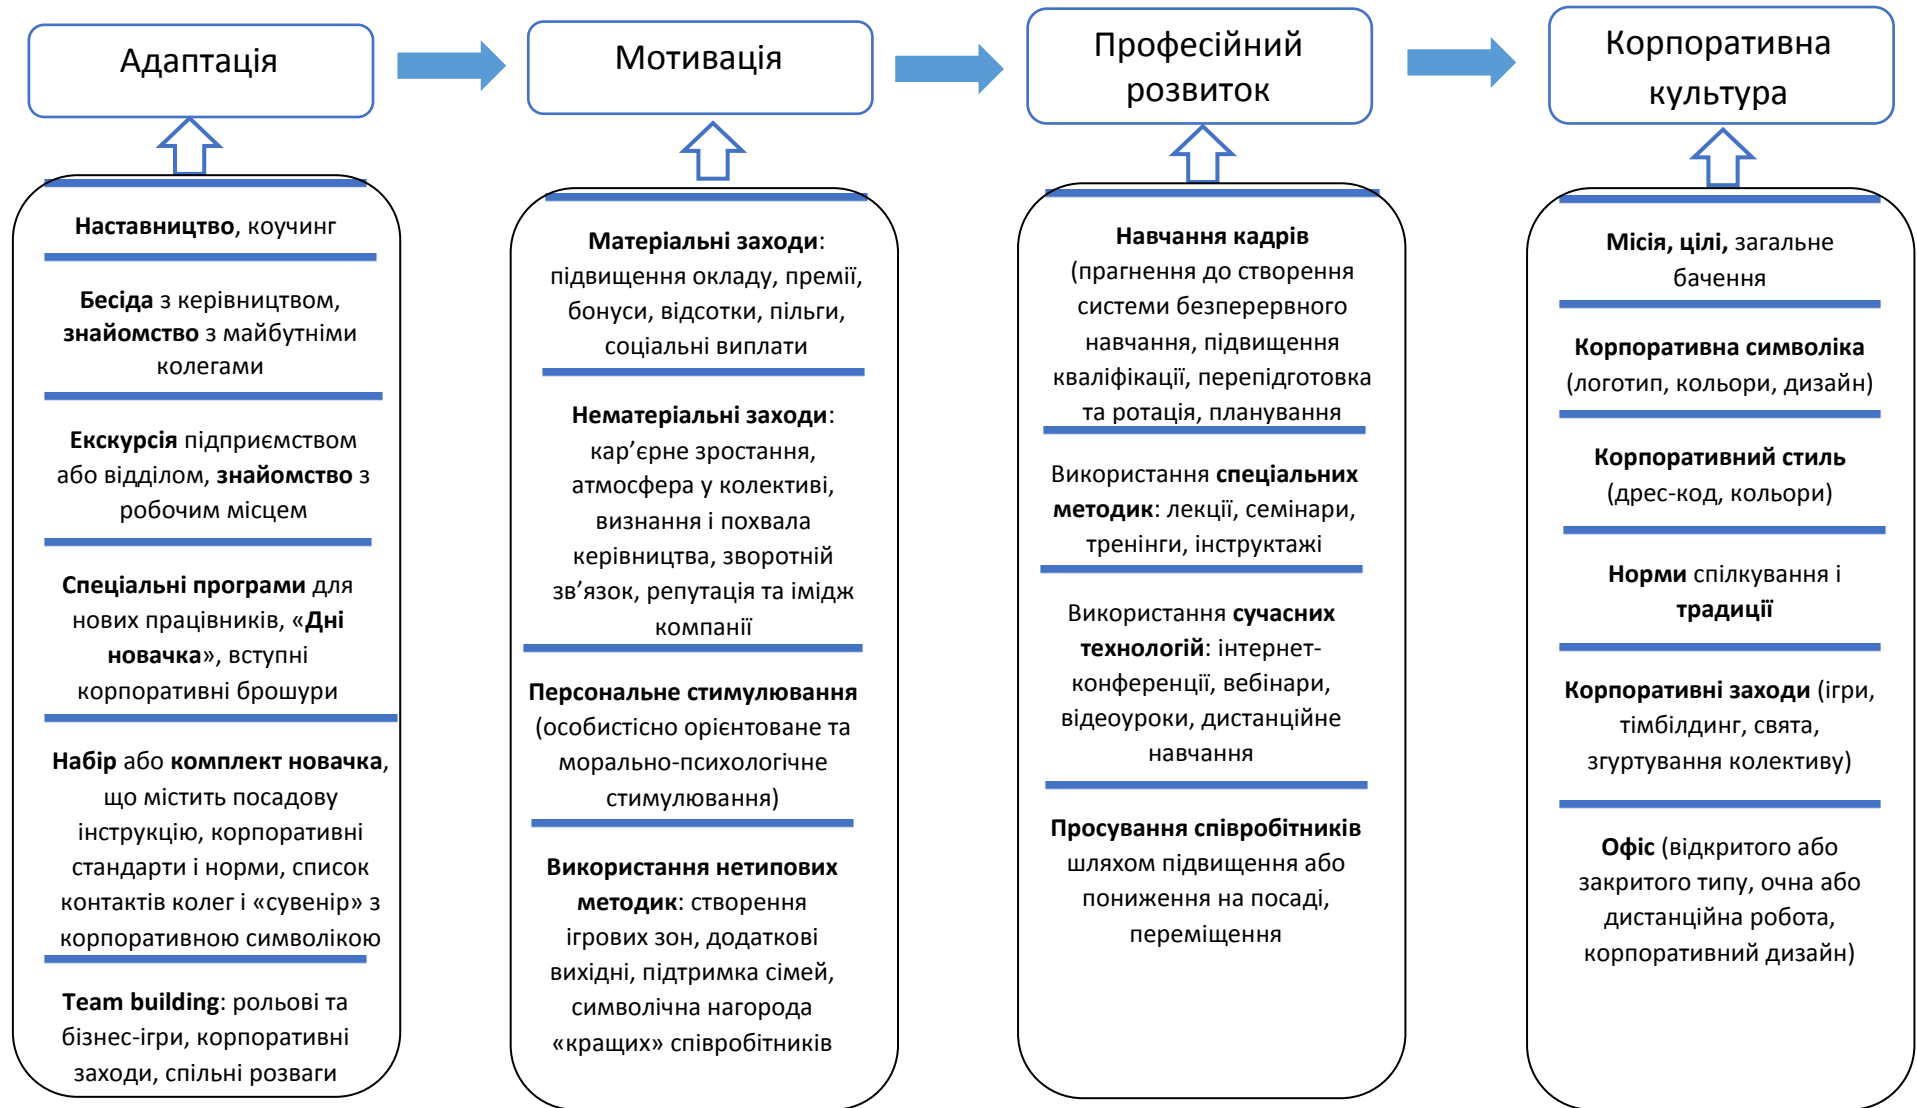 Адаптація
Наставництво, коучинг
Бесіда з керівництвом,
знайомство з майбутніми
колегами
Екскурсія підприємством
або відділом, знайомство з
робочим місцем
Спеціальні програми для
нових працівників, «Дні
новачка», вступні
корпоративні брошури
Набір або комплект новачка,
що містить посадову
інструкцію, корпоративні
стандарти і норми, список
контактів колег і «сувенір» з
корпоративною символікою
Team building: рольові та
бізнес-ігри, корпоративні
заходи, спільні розваги
Мотивація
Матеріальні заходи:
підвищення окладу, премії,
бонуси, відсотки, пільги,
соціальні виплати
Нематеріальні заходи:
кар’єрне зростання,
атмосфера у колективі,
визнання і похвала
керівництва, зворотній
зв’язок, репутація та імідж
компанії
Персональне стимулювання
(особистісно орієнтоване та
морально-психологічне
стимулювання)
Використання нетипових
методик: створення
ігрових зон, додаткові
вихідні, підтримка сімей,
символічна нагорода
«кращих» співробітників
Професійний
розвиток
Навчання кадрів
(прагнення до створення
системи безперервного
навчання, підвищення
кваліфікації, перепідготовка
та ротація, планування
Використання спеціальних
методик: лекції, семінари,
тренінги, інструктажі
Використання сучасних
технологій: інтернет-
конференції, вебінари,
відеоуроки, дистанційне
навчання
Просування співробітників
шляхом підвищення або
пониження на посаді,
переміщення
Корпоративна
культура
Місія, цілі, загальне
бачення
Корпоративна символіка
(логотип, кольори, дизайн)
Корпоративний стиль
(дрес-код, кольори)
Норми спілкування і
традиції
Корпоративні заходи (ігри,
тімбілдинг, свята,
згуртування колективу)
Офіс (відкритого або
закритого типу, очна або
дистанційна робота,
корпоративний дизайн)